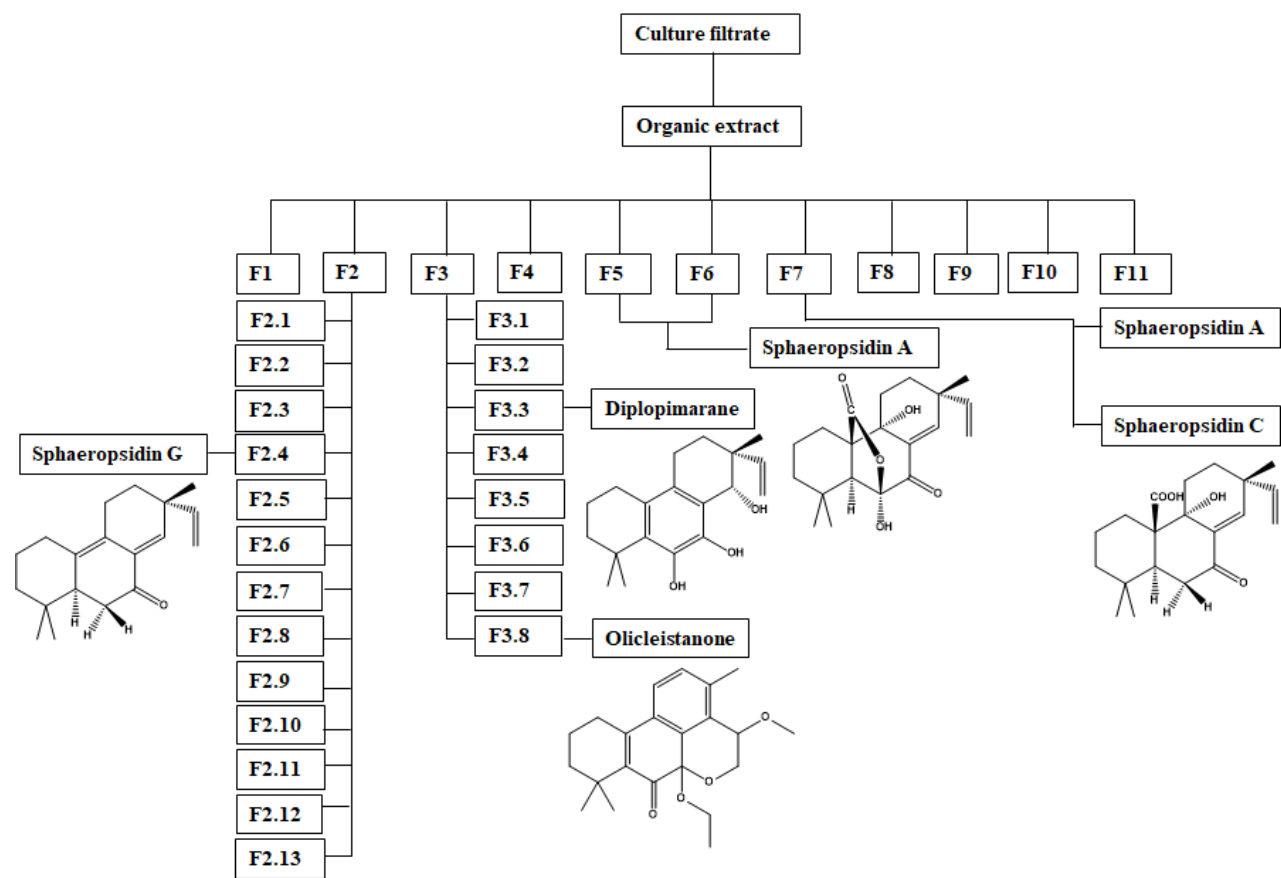 Culture filtrate
Organic extract
F1
F2
F3
F4
F5
F6
F7
F8
F9
F10
F11
F2.1
F2.2
F2.3
F2.4
F2.5
F2.6
F2.7
F2.8
F2.9
F2.10
F2.11
F2.12
F2.13
Sphaeropsidin G
O
H
H
H
F3.1
F3.2
F3.3
F3.4
F3.5
F3.6
F3.7
F3.8
Diplopimarane
OH
OH
OH
Olicleistanone
O
O
O
O
Sphaeropsidin A
O
C
OH
O
O
H
OH
Sphaeropsidin A
Sphaeropsidin C
COOH
OH
O
H
H
H